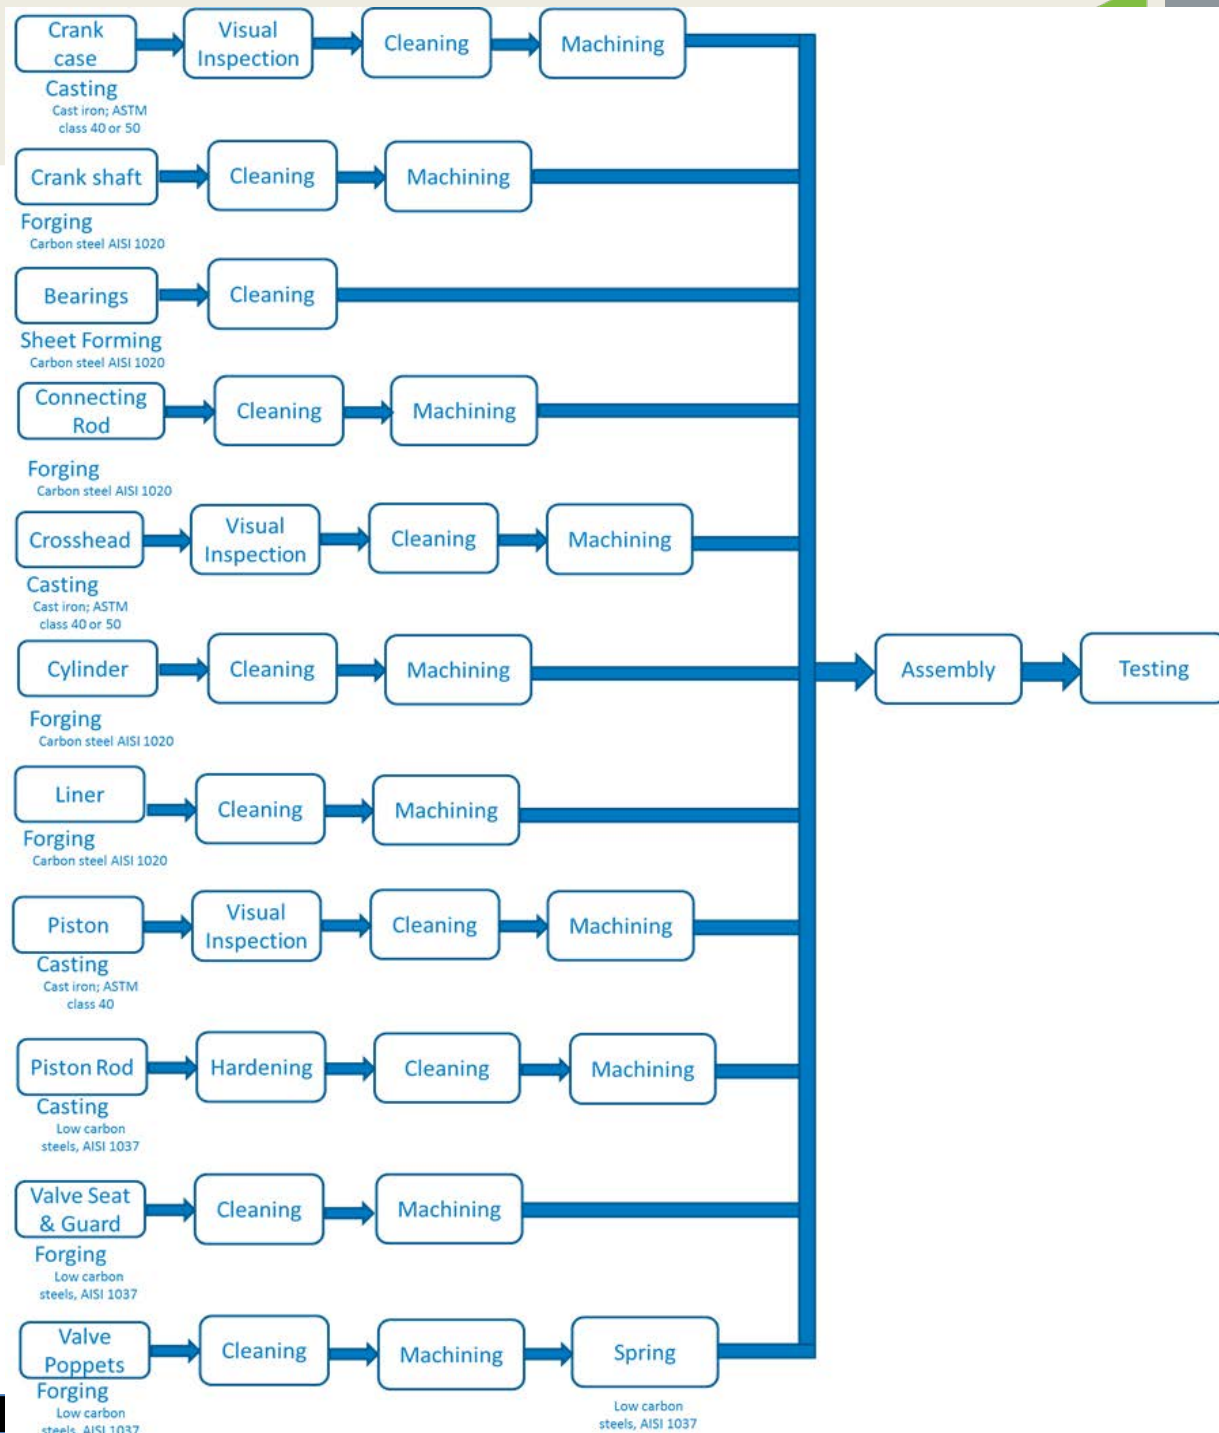 Crank
case
Visual
Inspection
Cleaning
Machining
Casting
Cast iron; ASTM
class 40 or 50
Crank shaft
Cleaning
Machining
Forging
Carbon steel AISI 1020
Bearings
Cleaning
Sheet Forming
Carbon steel AISI 1020
Connecting
Rod
Cleaning
Machining
Forging
Carbon steel AISI 1020
Crosshead
Visual
Inspection
Cleaning
Machining
Casting
Cast iron; ASTM
class 40 or 50
Cylinder
Cleaning
Machining
Assembly
Testing
Forging
Carbon steel AISI 1020
Liner
Cleaning
Machining
Forging
Carbon steel AISI 1020
Piston
Visual
Inspection
Cleaning
Machining
Casting
Cast iron; ASTM
class 40
Piston Rod
Hardening
Cleaning
Machining
Casting
Low carbon
steels, AISI 1037
Valve Seat
& Guard
Cleaning
Machining
Forging
Low carbon
steels, AISI 1037
Valve
Poppets
Cleaning
Machining
Spring
Forging
Low carbon
steels, AISI 1037
Low carbon
steels, AISI 1037